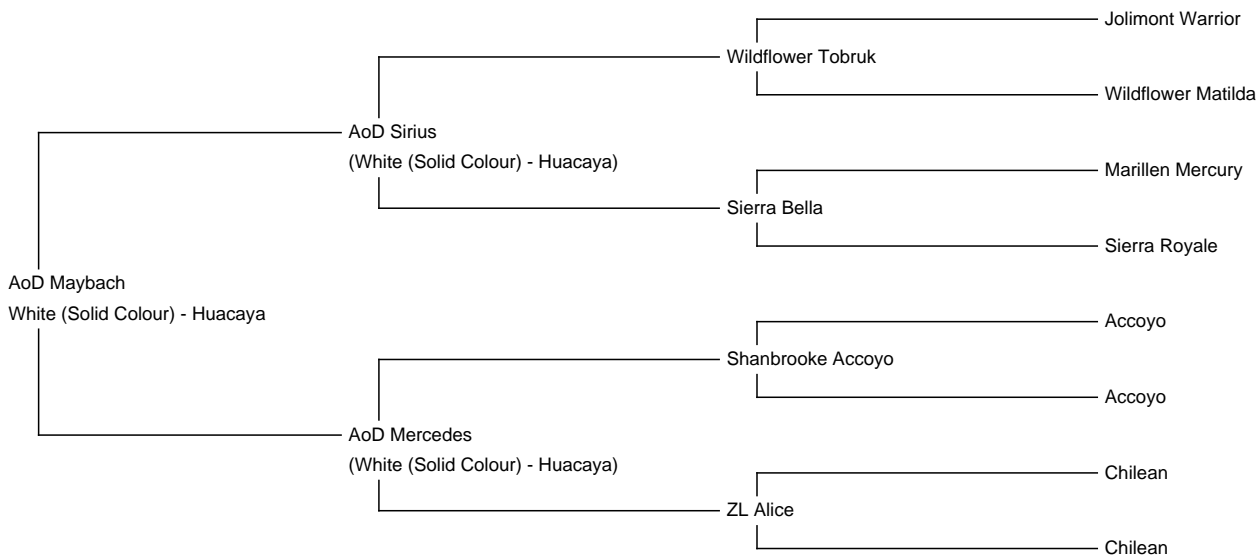 Jolimont Warrior
Wildflower Tobruk
Wildflower Matilda
AoD Sirius
(White (Solid Colour) - Huacaya)
Marillen Mercury
Sierra Bella
Sierra Royale
AoD Maybach
White (Solid Colour) - Huacaya
Accoyo
Shanbrooke Accoyo
Accoyo
AoD Mercedes
(White (Solid Colour) - Huacaya)
Chilean
ZL Alice
Chilean